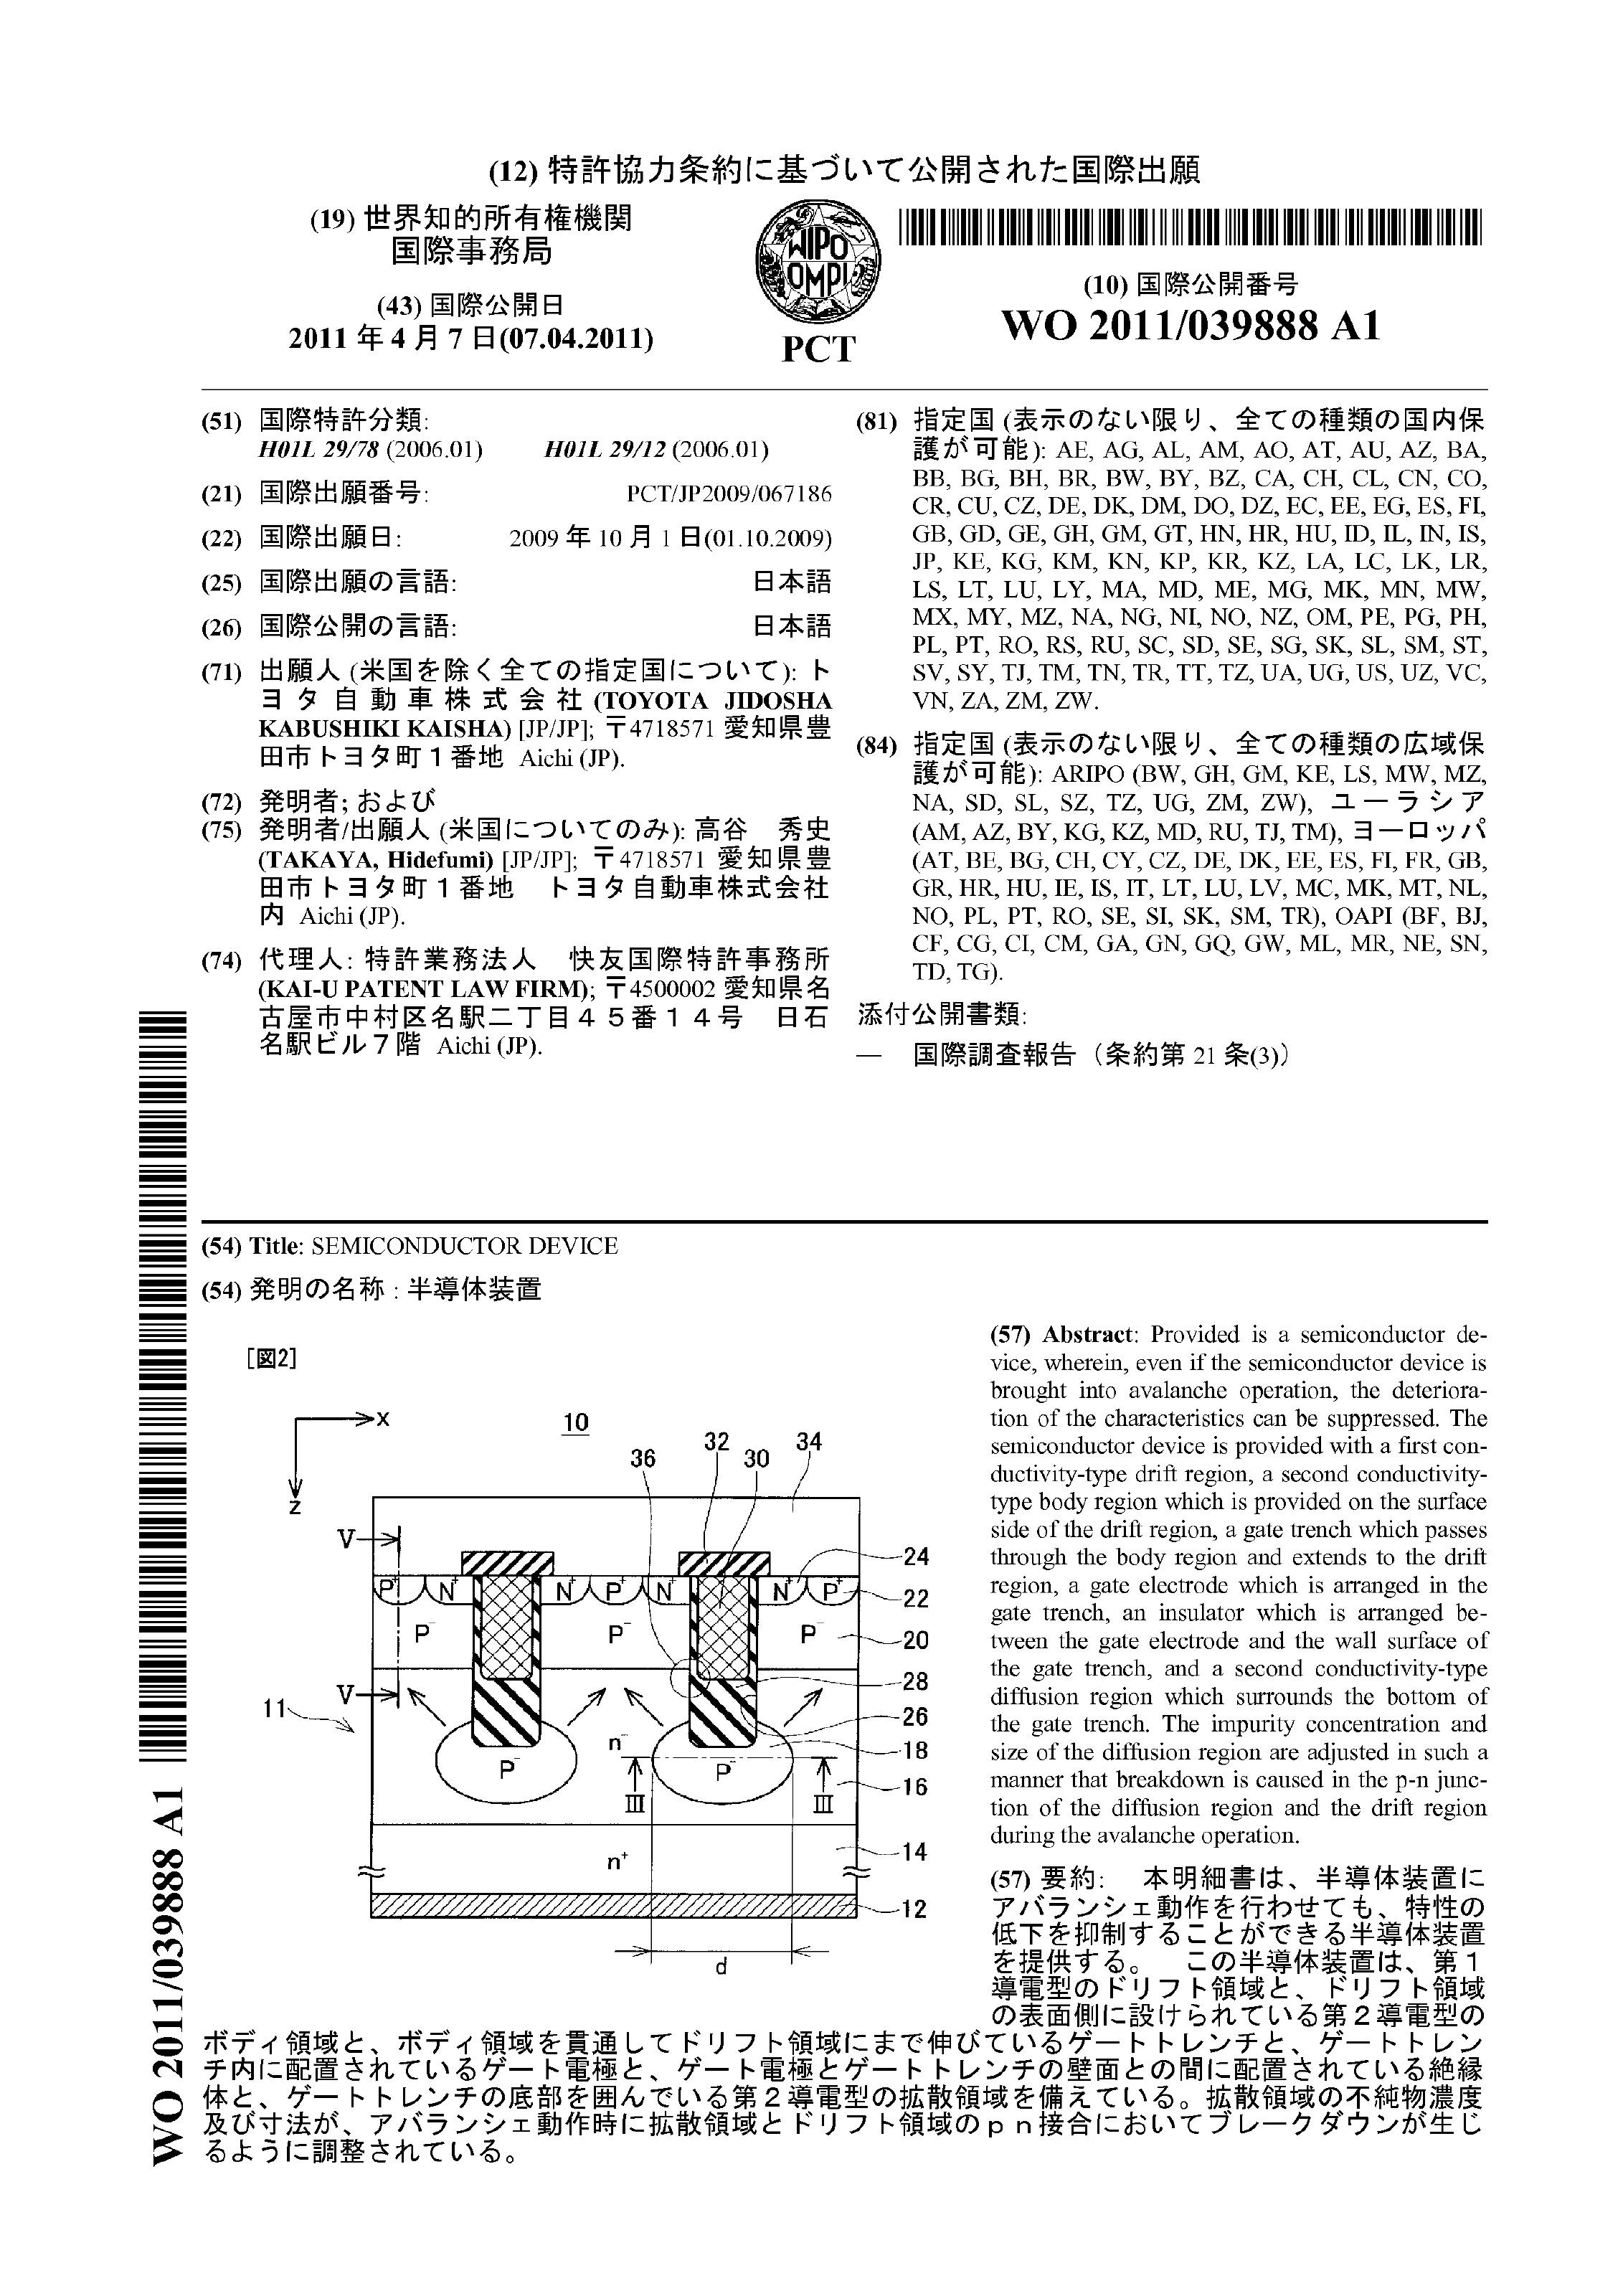 (12) 特許協力条約に基づいて公開された国際出願
(19) 世界知的所有権機関
国際事務局
(43) 国際公開日
2011 年 4 月 7 日(07.04.2011)
WIPO
OMPI
PCT
(10) 国際公開番号
WO 2011/039888 A1
(51) 国際特許分類:
H01L 29/78 (2006.01) H01L 29/12 (2006.01)
(21) 国際出願番号: PCT/JP2009/067186
(22) 国際出願日: 2009 年 10 月 1 日(01.10.2009)
(25) 国際出願の言語: 日本語
(26) 国際公開の言語: 日本語
(71) 出願人 (米国を除く全ての指定国について): ト
ヨタ自動車株式会社 (TOYOTA JIDOSHA
KABUSHIKI KAISHA) [JP/JP]; 〒4718571 愛知県豊
田市トヨタ町1番地 Aichi (JP).
(72) 発明者; および
(75) 発明者/出願人 (米国についてのみ): 高谷 秀史
(TAKAYA, Hidefumi) [JP/JP]; 〒4718571 愛知県豊
田市トヨタ町1番地 トヨタ自動車株式会社
内 Aichi (JP).
(74) 代理人: 特許業務法人 快友国際特許事務所
(KAI-U PATENT LAW FIRM); 〒4500002 愛知県名
古屋市中村区名駅二丁目45番14号 日石
名駅ビル7階 Aichi (JP).
(81) 指定国 (表示のない限り、全ての種類の国内保
護が可能): AE, AG, AL, AM, AO, AT, AU, AZ, BA,
BB, BG, BH, BR, BW, BY, BZ, CA, CH, CL, CN, CO,
CR, CU, CZ, DE, DK, DM, DO, DZ, EC, EE, EG, ES, FI,
GB, GD, GE, GH, GM, GT, HN, HR, HU, ID, IL, IN, IS,
JP, KE, KG, KM, KN, KP, KR, KZ, LA, LC, LK, LR,
LS, LT, LU, LY, MA, MD, ME, MG, MK, MN, MW,
MX, MY, MZ, NA, NG, NI, NO, NZ, OM, PE, PG, PH,
PL, PT, RO, RS, RU, SC, SD, SE, SG, SK, SL, SM, ST,
SV, SY, TJ, TM, TN, TR, TT, TZ, UA, UG, US, UZ, VC,
VN, ZA, ZM, ZW.
(84) 指定国 (表示のない限り、全ての種類の広域保
護が可能): ARIPO (BW, GH, GM, KE, LS, MW, MZ,
NA, SD, SL, SZ, TZ, UG, ZM, ZW), ユーラシア
(AM, AZ, BY, KG, KZ, MD, RU, TJ, TM), ヨーロッパ
(AT, BE, BG, CH, CY, CZ, DE, DK, EE, ES, FI, FR, GB,
GR, HR, HU, IE, IS, IT, LT, LU, LV, MC, MK, MT, NL,
NO, PL, PT, RO, SE, SI, SK, SM, TR), OAPI (BF, BJ,
CF, CG, CI, CM, GA, GN, GQ, GW, ML, MR, NE, SN,
TD, TG).
添付公開書類:
— 国際調査報告 (条約第 21 条(3))
(54) Title: SEMICONDUCTOR DEVICE
(54) 発明の名称 : 半導体装置
[図2]
x
z
10
36
32
30
34
V
24
P+ N+ N+ P+ N+ N+ P+
22
P- P- P-
20
V
28
11
26
n-
18
P- P-
16
III III
14
n+
12
d
(57) Abstract: Provided is a semiconductor de-
vice, wherein, even if the semiconductor device is
brought into avalanche operation, the deteriora-
tion of the characteristics can be suppressed. The
semiconductor device is provided with a first con-
ductivity-type drift region, a second conductivity-
type body region which is provided on the surface
side of the drift region, a gate trench which passes
through the body region and extends to the drift
region, a gate electrode which is arranged in the
gate trench, an insulator which is arranged be-
tween the gate electrode and the wall surface of
the gate trench, and a second conductivity-type
diffusion region which surrounds the bottom of
the gate trench. The impurity concentration and
size of the diffusion region are adjusted in such a
manner that breakdown is caused in the p-n junc-
tion of the diffusion region and the drift region
during the avalanche operation.
(57) 要約: 本明細書は、半導体装置に
アバランシェ動作を行わせても、特性の
低下を抑制することができる半導体装置
を提供する。 この半導体装置は、第1
導電型のドリフト領域と、ドリフト領域
の表面側に設けられている第2導電型の
ボディ領域と、ボディ領域を貫通してドリフト領域にまで伸びているゲートトレンチと、ゲートトレン
チ内に配置されているゲート電極と、ゲート電極とゲートトレンチの壁面との間に配置されている絶縁
体と、ゲートトレンチの底部を囲んでいる第2導電型の拡散領域を備えている。拡散領域の不純物濃度
及び寸法が、アバランシェ動作時に拡散領域とドリフト領域のpn接合においてブレークダウンが生じ
るように調整されている。
WO 2011/039888 A1